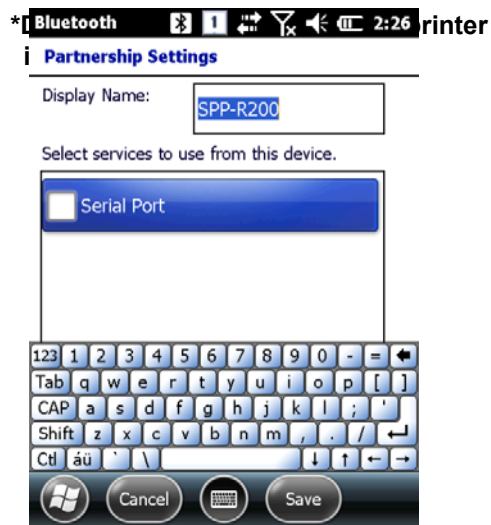 *D
Bluetooth 1 2:26
rinter
i
Partnership Settings
Display Name:
SPP-R200
Select services to use from this device.
Serial Port
123 1 2 3 4 5 6 7 8 9 0 - =
Tab q w e r t y u i o p [ ]
CAP a s d f g h j k l ; '
Shift z x c v b n m , . /
Ctl áü ` \
Cancel Save